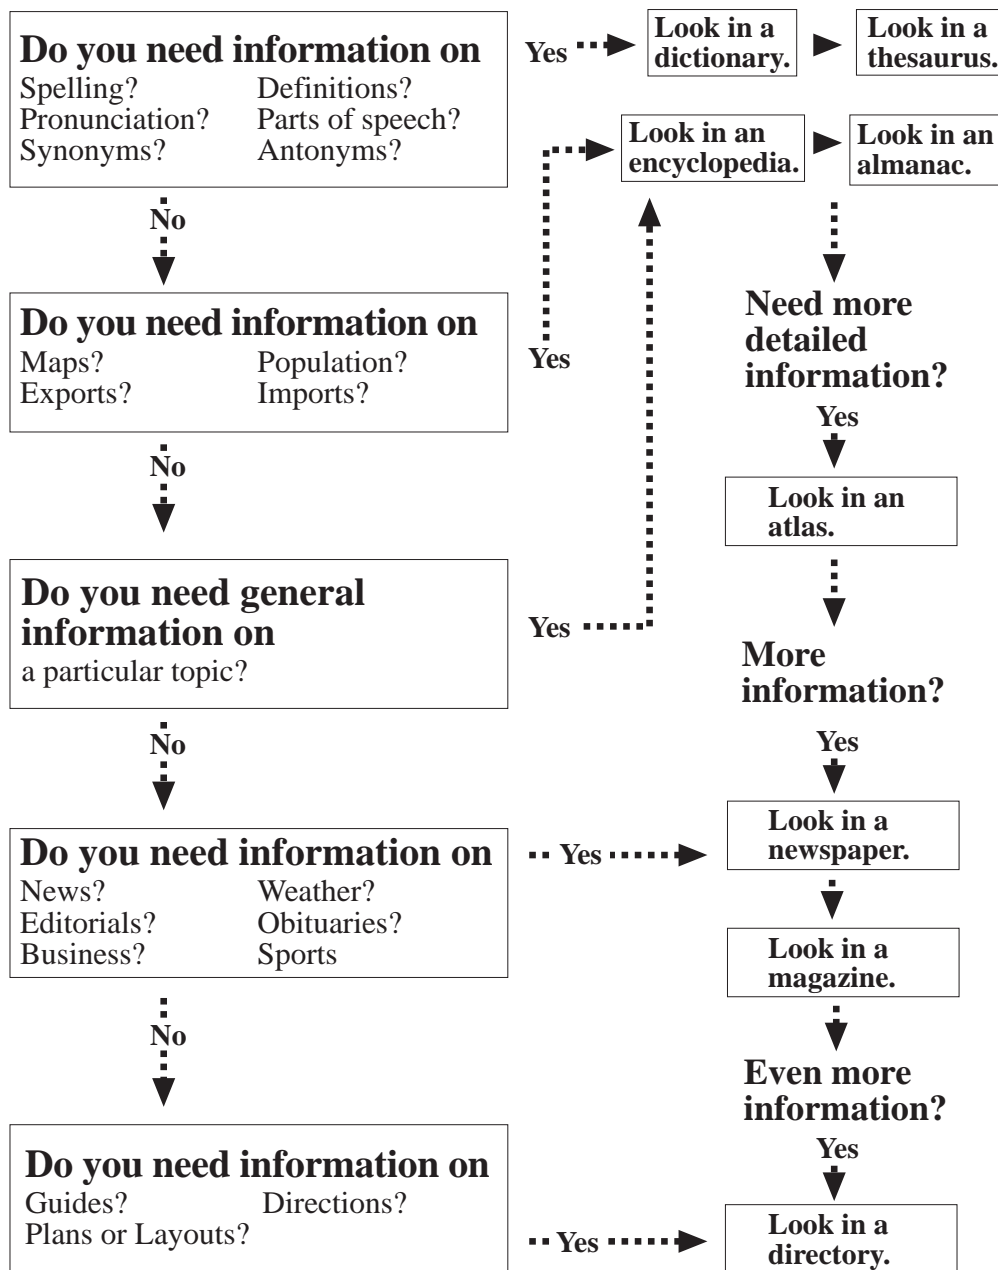 Do you need information on
Spelling? Definitions?
Pronunciation? Parts of speech?
Synonyms? Antonyms?
Yes
Look in a
dictionary.
Look in a
thesaurus.
No
Do you need information on
Maps? Population?
Exports? Imports?
Yes
Look in an
encyclopedia.
Look in an
almanac.
Need more
detailed
information?
Yes
Look in an
atlas.
No
Do you need general
information on
a particular topic?
Yes
More
information?
Yes
No
Do you need information on
News? Weather?
Editorials? Obituaries?
Business? Sports
Yes
Look in a
newspaper.
Look in a
magazine.
Even more
information?
Yes
No
Do you need information on
Guides? Directions?
Plans or Layouts?
Yes
Look in a
directory.